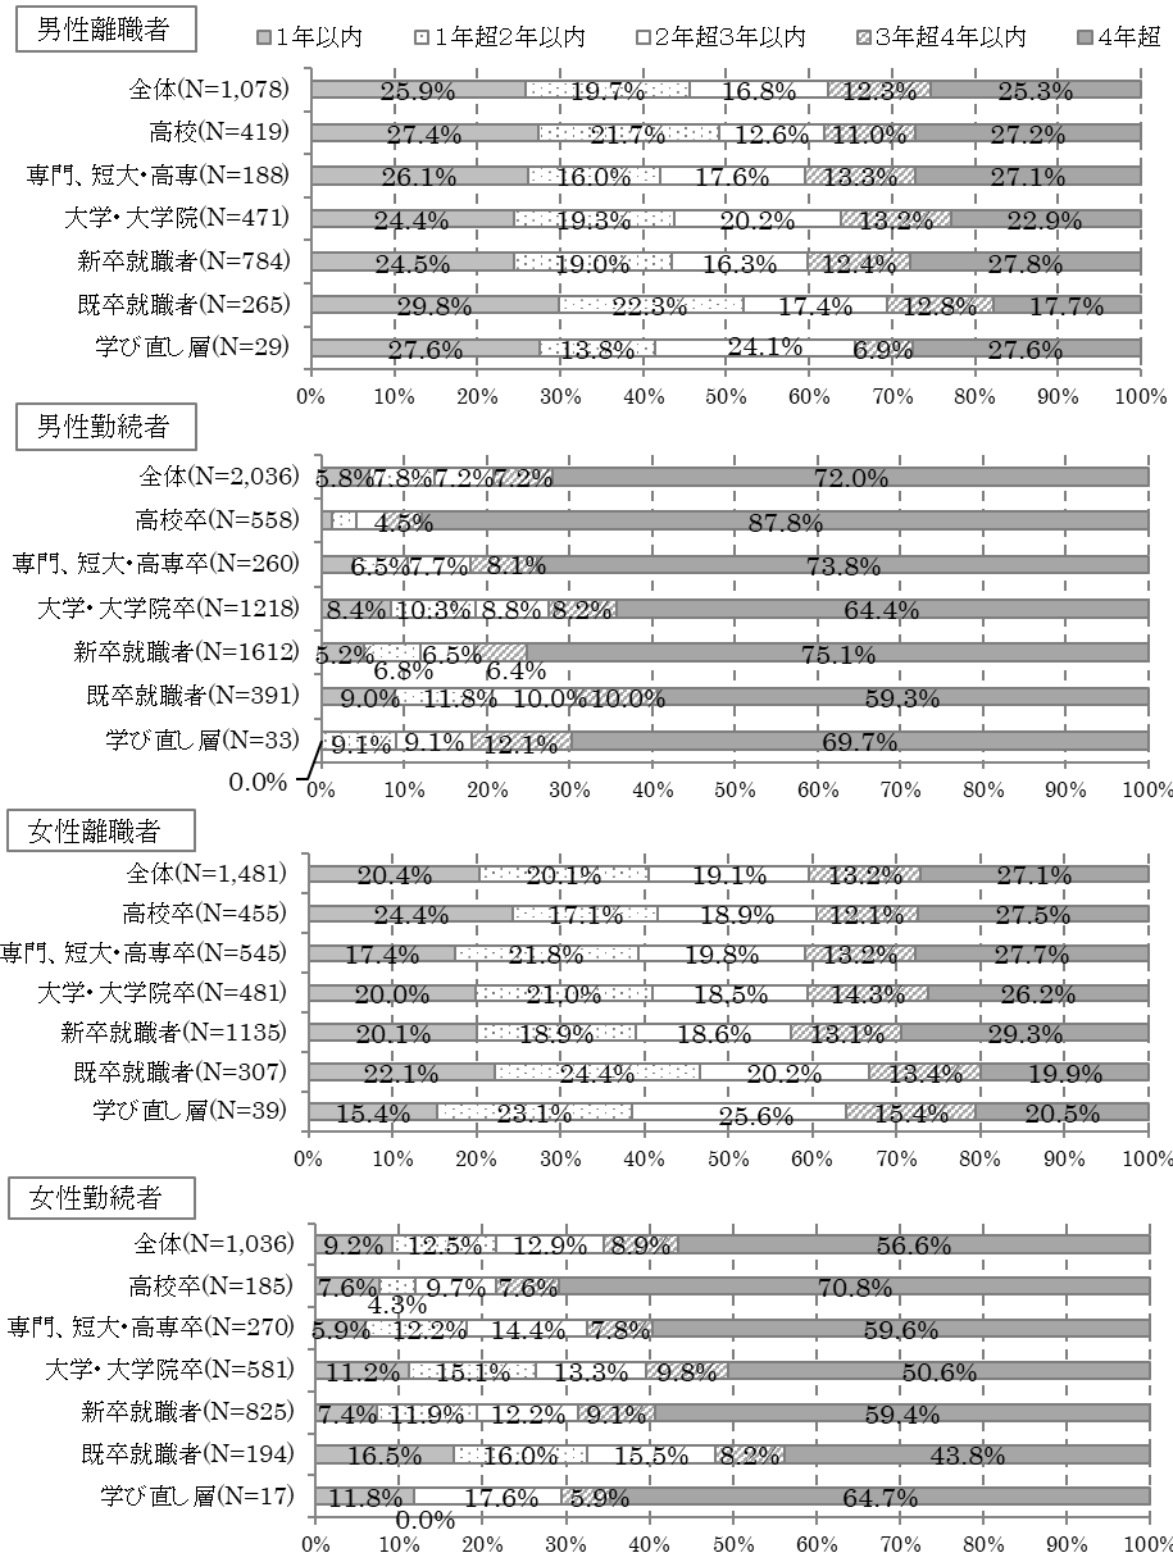 男性離職者
1年以内 1年超2年以内 2年超3年以内 3年超4年以内 4年超
全体(N=1,078) 25.9% 19.7% 16.8% 12.3% 25.3%
高校(N=419) 27.4% 21.7% 12.6% 11.0% 27.2%
専門、短大・高専(N=188) 26.1% 16.0% 17.6% 13.3% 27.1%
大学・大学院(N=471) 24.4% 19.3% 20.2% 13.2% 22.9%
新卒就職者(N=784) 24.5% 19.0% 16.3% 12.4% 27.8%
既卒就職者(N=265) 29.8% 22.3% 17.4% 12.8% 17.7%
学び直し層(N=29) 27.6% 13.8% 24.1% 6.9% 27.6%
0% 10% 20% 30% 40% 50% 60% 70% 80% 90% 100%
男性勤続者
全体(N=2,036) 5.8% 7.8% 7.2% 7.2% 72.0%
高校卒(N=558) 4.5% 87.8%
専門、短大・高専卒(N=260) 6.5% 7.7% 8.1% 73.8%
大学・大学院卒(N=1218) 8.4% 10.3% 8.8% 8.2% 64.4%
新卒就職者(N=1612) 5.2% 6.8% 6.5% 6.4% 75.1%
既卒就職者(N=391) 9.0% 11.8% 10.0% 10.0% 59.3%
学び直し層(N=33) 9.1% 9.1% 12.1% 69.7%
0.0%
0% 10% 20% 30% 40% 50% 60% 70% 80% 90% 100%
女性離職者
全体(N=1,481) 20.4% 20.1% 19.1% 13.2% 27.1%
高校卒(N=455) 24.4% 17.1% 18.9% 12.1% 27.5%
専門、短大・高専卒(N=545) 17.4% 21.8% 19.8% 13.2% 27.7%
大学・大学院卒(N=481) 20.0% 21.0% 18.5% 14.3% 26.2%
新卒就職者(N=1135) 20.1% 18.9% 18.6% 13.1% 29.3%
既卒就職者(N=307) 22.1% 24.4% 20.2% 13.4% 19.9%
学び直し層(N=39) 15.4% 23.1% 25.6% 15.4% 20.5%
0% 10% 20% 30% 40% 50% 60% 70% 80% 90% 100%
女性勤続者
全体(N=1,036) 9.2% 12.5% 12.9% 8.9% 56.6%
高校卒(N=185) 7.6% 4.3% 9.7% 7.6% 70.8%
専門、短大・高専卒(N=270) 5.9% 12.2% 14.4% 7.8% 59.6%
大学・大学院卒(N=581) 11.2% 15.1% 13.3% 9.8% 50.6%
新卒就職者(N=825) 7.4% 11.9% 12.2% 9.1% 59.4%
既卒就職者(N=194) 16.5% 16.0% 15.5% 8.2% 43.8%
学び直し層(N=17) 11.8% 0.0% 17.6% 5.9% 64.7%
0% 10% 20% 30% 40% 50% 60% 70% 80% 90% 100%